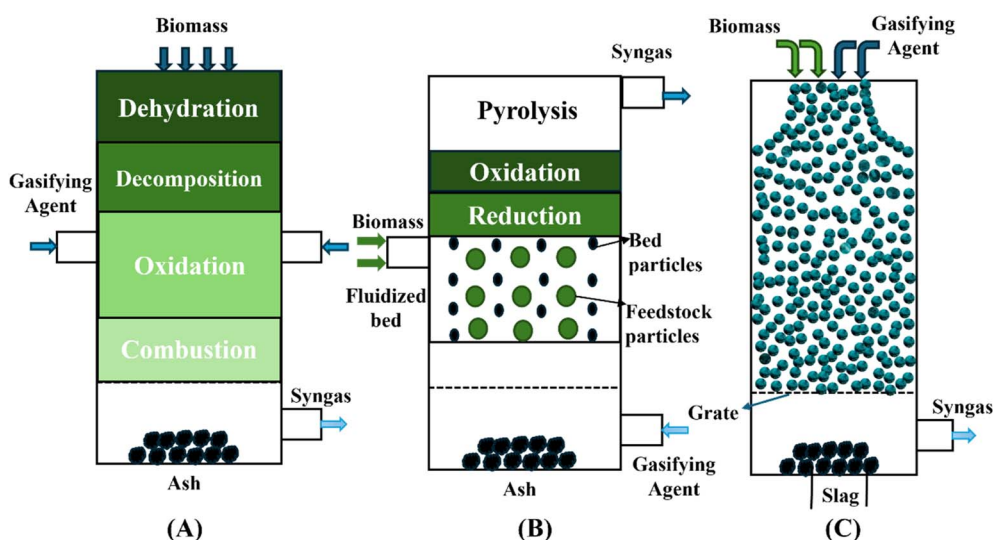 Biomass
Dehydration
Decomposition
Gasifying
Agent
Oxidation
Combustion
Syngas
Ash
(A)
Syngas
Pyrolysis
Oxidation
Reduction
Biomass
Fluidized
bed
Bed
particles
Feedstock
particles
Gasifying
Agent
Ash
(B)
Biomass
Gasifying
Agent
Grate
Syngas
Slag
(C)